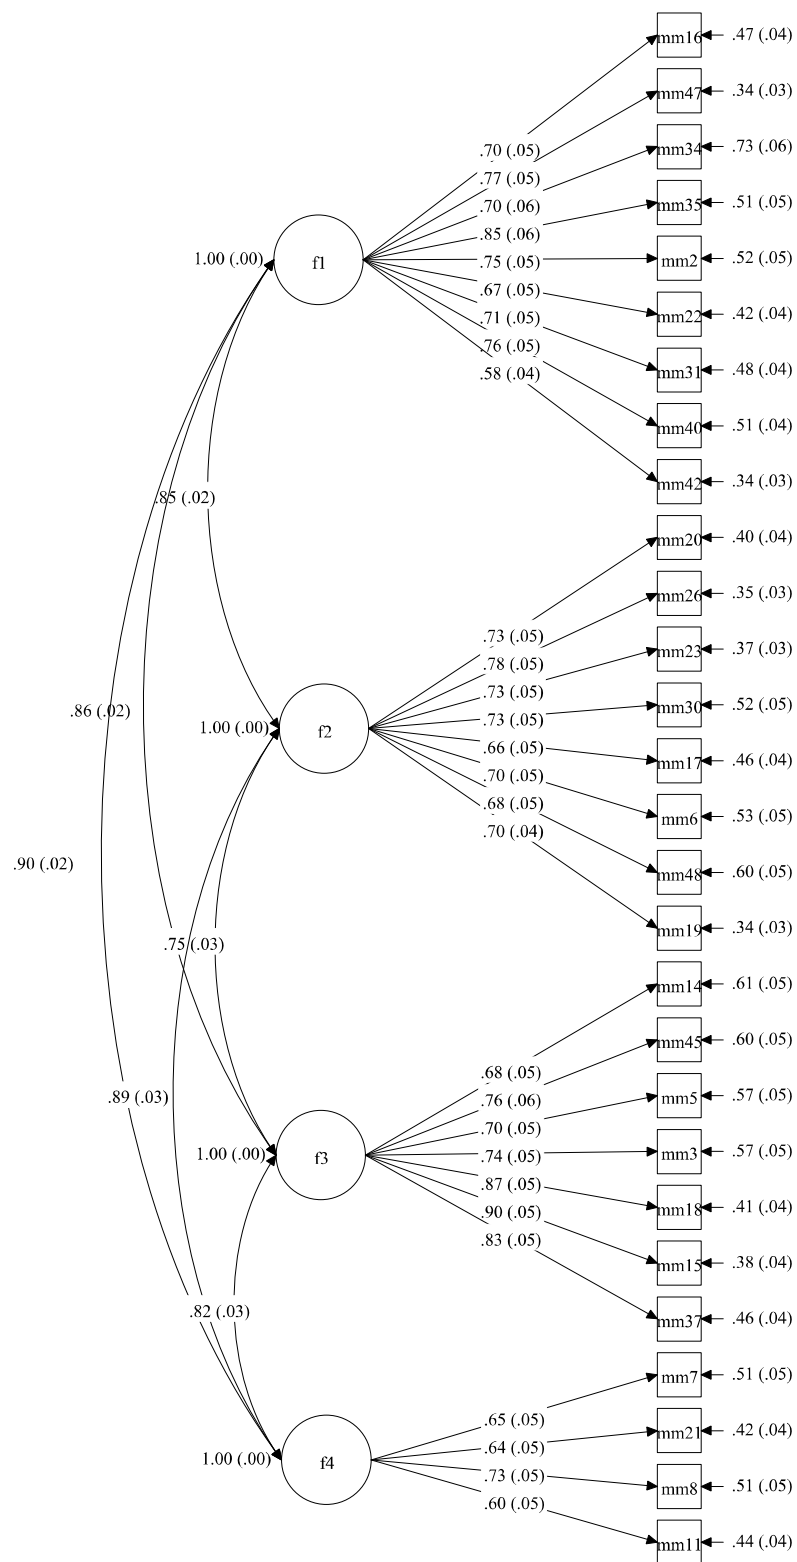 mm16 .47 (.04)
mm47 .34 (.03)
mm34 .73 (.06)
.70 (.05)
.77 (.05)
mm35 .51 (.05)
.70 (.06)
.85 (.06)
1.00 (.00) f1 .75 (.05) mm2 .52 (.05)
.67 (.05)
mm22 .42 (.04)
.71 (.05)
.76 (.05)
mm31 .48 (.04)
.58 (.04)
mm40 .51 (.04)
mm42 .34 (.03)
.85 (.02)
mm20 .40 (.04)
mm26 .35 (.03)
.73 (.05)
mm23 .37 (.03)
.78 (.05)
.73 (.05)
mm30 .52 (.05)
.86 (.02)
.73 (.05)
1.00 (.00) f2
.66 (.05)
mm17 .46 (.04)
.70 (.05)
.68 (.05)
mm6 .53 (.05)
.70 (.04)
.90 (.02)
mm48 .60 (.05)
mm19 .34 (.03)
.75 (.03)
mm14 .61 (.05)
mm45 .60 (.05)
.68 (.05)
.89 (.03)
.76 (.06)
mm5 .57 (.05)
.70 (.05)
1.00 (.00) f3 .74 (.05) mm3 .57 (.05)
.87 (.05)
mm18 .41 (.04)
.90 (.05)
.83 (.05)
mm15 .38 (.04)
.82 (.03)
mm37 .46 (.04)
mm7 .51 (.05)
.65 (.05)
mm21 .42 (.04)
.64 (.05)
1.00 (.00) f4
.73 (.05)
mm8 .51 (.05)
.60 (.05)
mm11 .44 (.04)